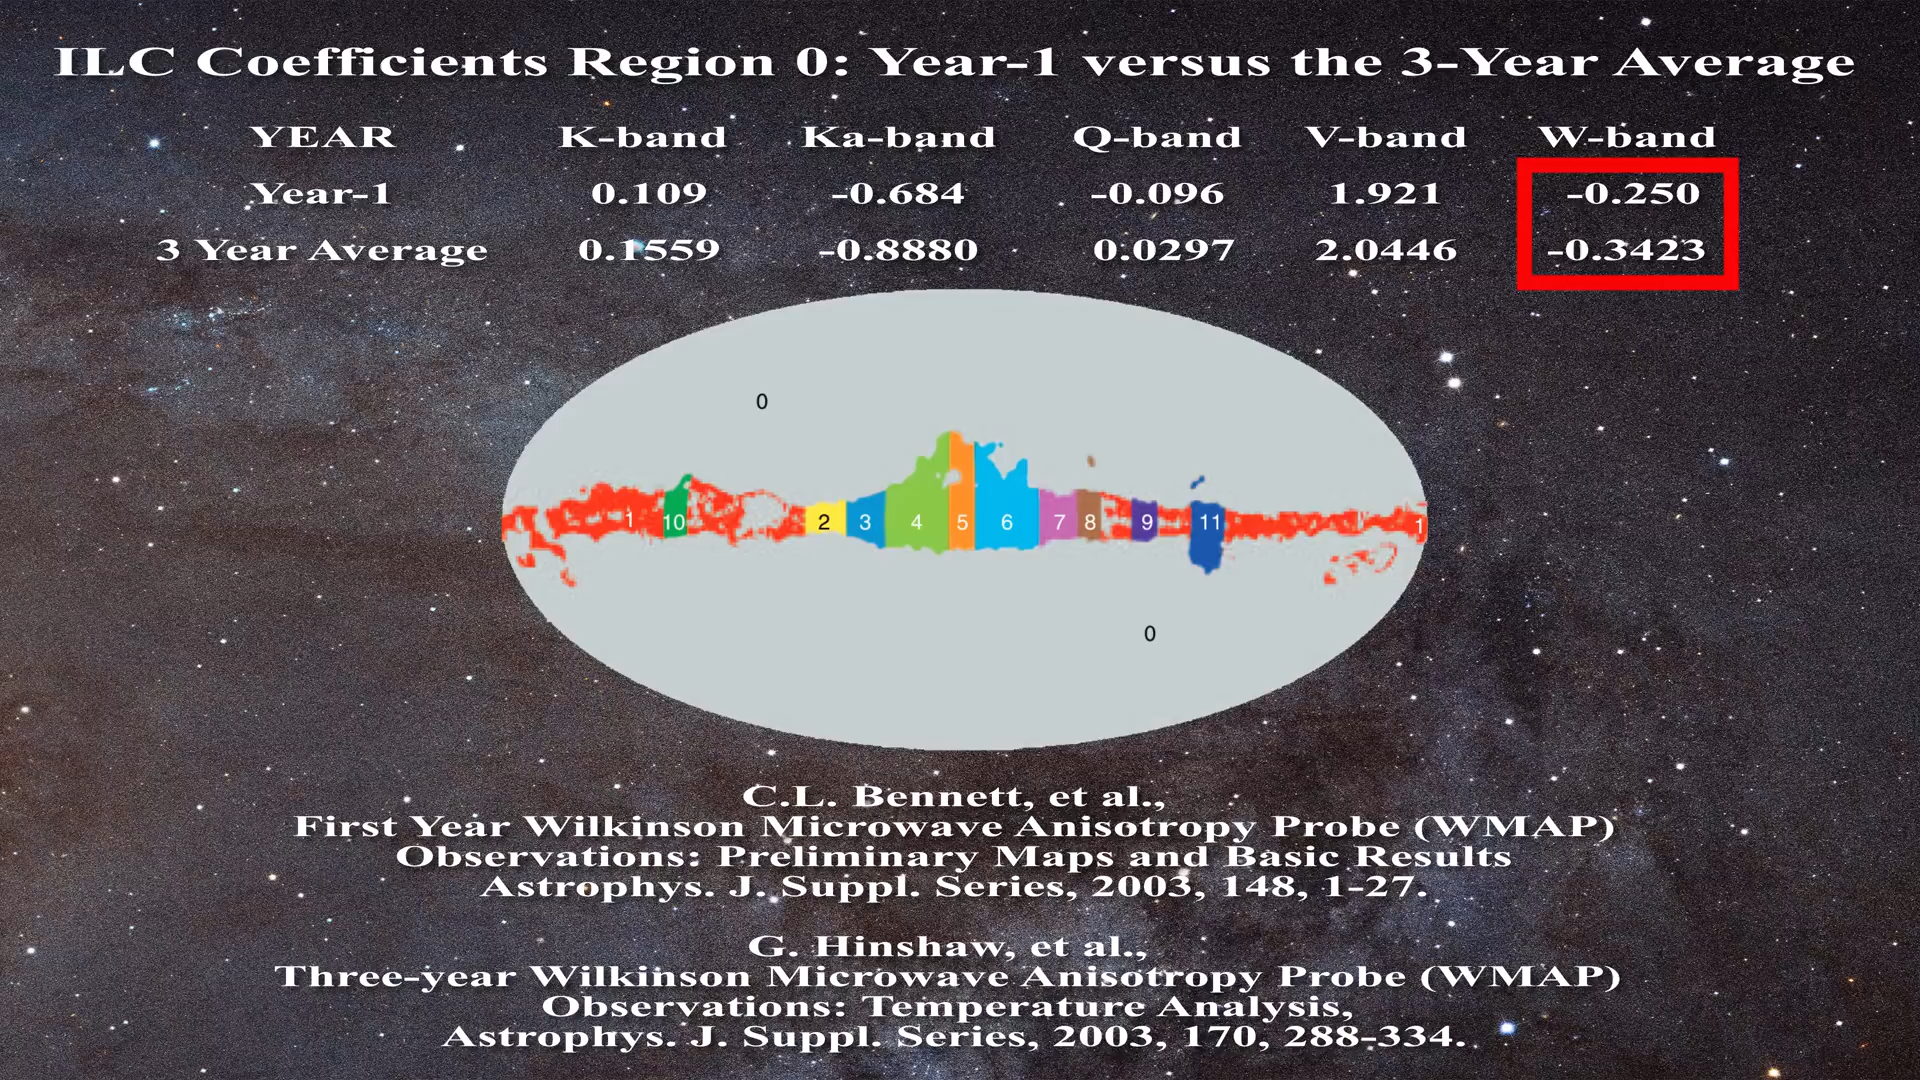 ILC Coefficients Region 0: Year-1 versus the 3-Year Average
YEAR K-band Ka-band Q-band V-band W-band
Year-1 0.109 -0.684 -0.096 1.921 -0.250
3 Year Average 0.1559 -0.8880 0.0297 2.0446 -0.3423
0
1 10 2 3 4 5 6 7 8 9 11 1
0
C.L. Bennett, et al.,
First Year Wilkinson Microwave Anisotropy Probe (WMAP)
Observations: Preliminary Maps and Basic Results
Astrophys. J. Suppl. Series, 2003, 148, 1-27.
G. Hinshaw, et al.,
Three-year Wilkinson Microwave Anisotropy Probe (WMAP)
Observations: Temperature Analysis,
Astrophys. J. Suppl. Series, 2003, 170, 288-334.